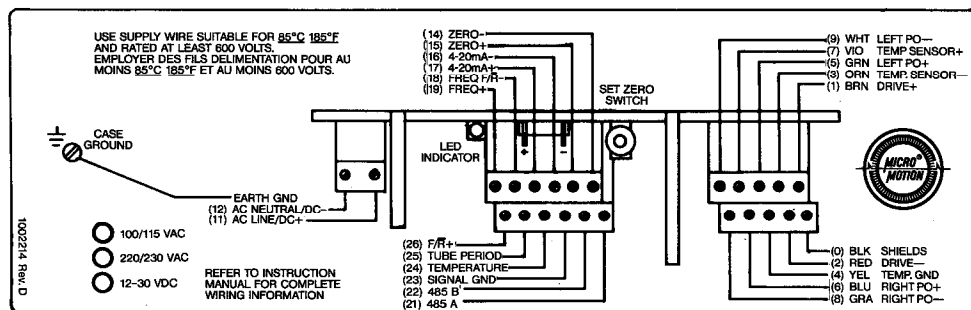 USE SUPPLY WIRE SUITABLE FOR 85°C 185°F
AND RATED AT LEAST 600 VOLTS.
EMPLOYER DES FILS DELIMENTATION POUR AU
MOINS 85°C 185°F ET AU MOINS 600 VOLTS.
(14) ZERO-
(15) ZERO+
(16) 4-20mA-
(17) 4-20mA+
(18) FREQ F/R-
(19) FREQ+
SET ZERO
SWITCH
(9) WHT LEFT PO-
(7) VIO TEMP SENSOR+
(5) GRN LEFT PO+
(3) ORN TEMP. SENSOR-
(1) BRN DRIVE+
CASE
GROUND
LED
INDICATOR
+ -
MICRO
MOTION
EARTH GND
(12) AC NEUTRAL/DC-
(11) AC LINE/DC+
100/115 VAC
220/230 VAC
12-30 VDC
REFER TO INSTRUCTION
MANUAL FOR COMPLETE
WIRING INFORMATION
(26) F/R+
(25) TUBE PERIOD
(24) TEMPERATURE
(23) SIGNAL GND
(22) 485 B
(21) 485 A
(0) BLK SHIELDS
(2) RED DRIVE-
(4) YEL TEMP. GND
(6) BLU RIGHT PO+
(8) GRA RIGHT PO-
1002214 Rev. D